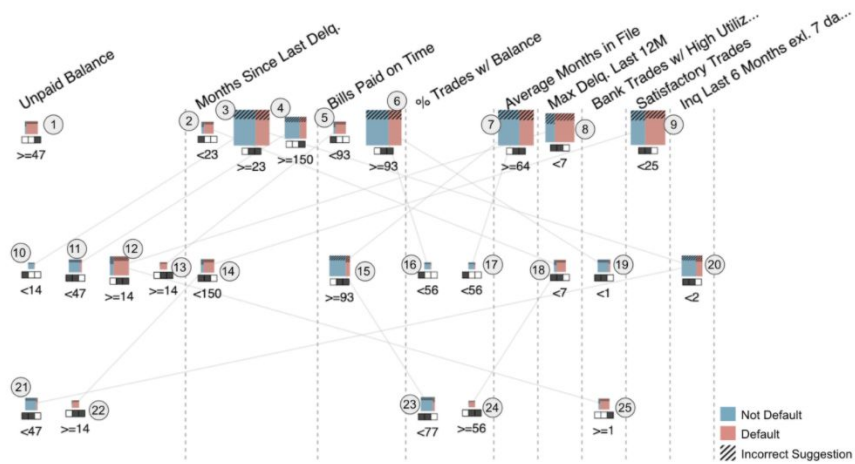 Unpaid Balance
Months Since Last Delq.
Bills Paid on Time
% Trades w/ Balance
Average Months in File
Max Delq. Last 12M
Bank Trades w/ High Utiliz...
Satisfactory Trades
Inq Last 6 Months exl. 7 da...
1 2 3 4 5 6 7 8 9
>=47 <23 >=23 >=150 <93 >=93 >=64 <7 <25
10 11 12 13 14 15 16 17 18 19 20
<14 <47 >=14 >=14 <150 >=93 <56 <56 <7 <1 <2
21 22 23 24 25
<47 >=14 <77 >=56 >=1
Not Default
Default
Incorrect Suggestion